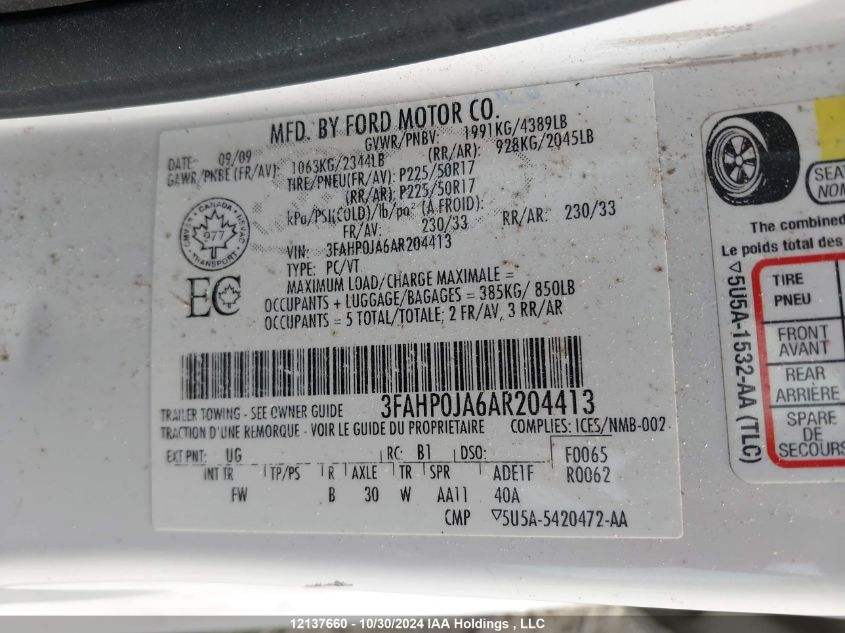 MFD. BY FORD MOTOR CO.
DATE: 09/09 GVWR/PNBV: 1991KG/4389LB
GAWR/PNBE (FR/AV): 1063KG/2344LB (RR/AR): 928KG/2045LB
TIRE/PNEU(FR/AV): P225/50R17
(RR/AR): P225/50R17
kPa/PSI(COLD)/lb/po² (A FROID):
FR/AV: 230/33 RR/AR: 230/33
VIN: 3FAHP0JA6AR204413
TYPE: PC/VT
MAXIMUM LOAD/CHARGE MAXIMALE =
OCCUPANTS + LUGGAGE/BAGAGES = 385KG/ 850LB
OCCUPANTS = 5 TOTAL/TOTALE; 2 FR/AV, 3 RR/AR
CANADA
977
TRANSPORT
EC
3FAHP0JA6AR204413
TRAILER TOWING - SEE OWNER GUIDE
TRACTION D'UNE REMORQUE - VOIR LE GUIDE DU PROPRIETAIRE COMPLIES: ICES/NMB-002
EXT PNT: UG RC: B1 DSO: F0065
INT TR TP/PS R AXLE TR SPR ADE1F R0062
FW B 30 W AA11 40A
CMP ▽5U5A-5420472-AA
SEAT
NOM
The combined
Le poids total des
TIRE
PNEU
FRONT
AVANT
REAR
ARRIÈRE
SPARE
DE
SECOURS
▽5U5A-1532-AA (TLC)
12137660 - 10/30/2024 IAA Holdings , LLC